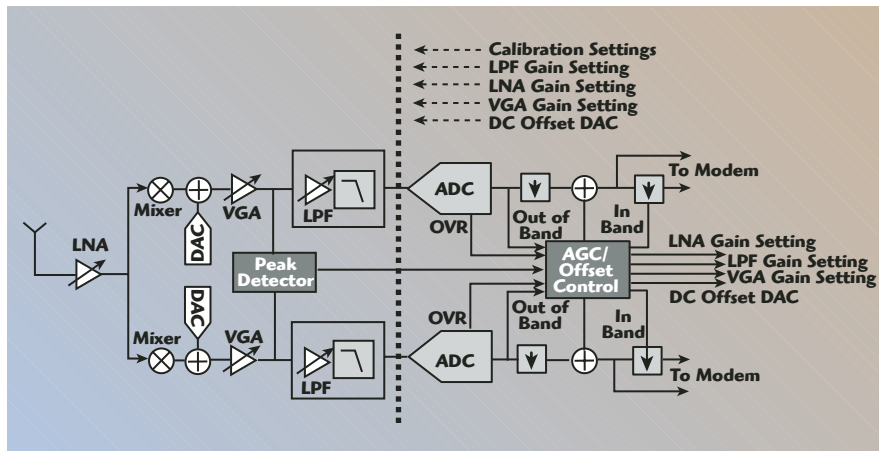 Calibration Settings
LPF Gain Setting
LNA Gain Setting
VGA Gain Setting
DC Offset DAC
To Modem
ADC
Mixer
VGA
LPF
DAC
OVR
Out of
Band
In
Band
LNA
Peak
Detector
AGC/
Offset
Control
LNA Gain Setting
LPF Gain Setting
VGA Gain Setting
DC Offset DAC
DAC
Mixer
VGA
OVR
Out of
Band
In
Band
LPF
ADC
To Modem